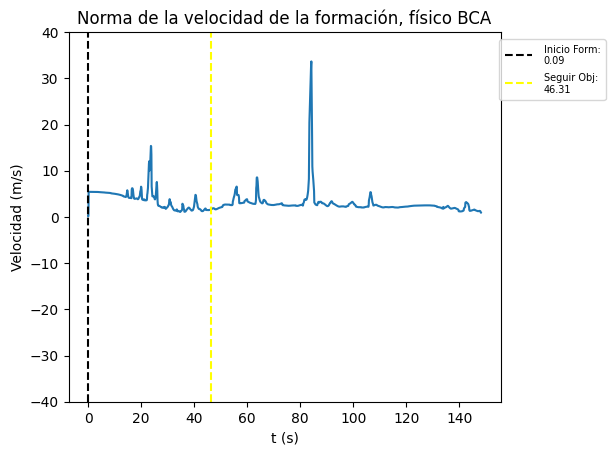 Norma de la velocidad de la formación, físico BCA
Inicio Form:
0.09
Seguir Obj:
46.31
Velocidad (m/s)
40
30
20
10
0
−10
−20
−30
−40
0 20 40 60 80 100 120 140
t (s)